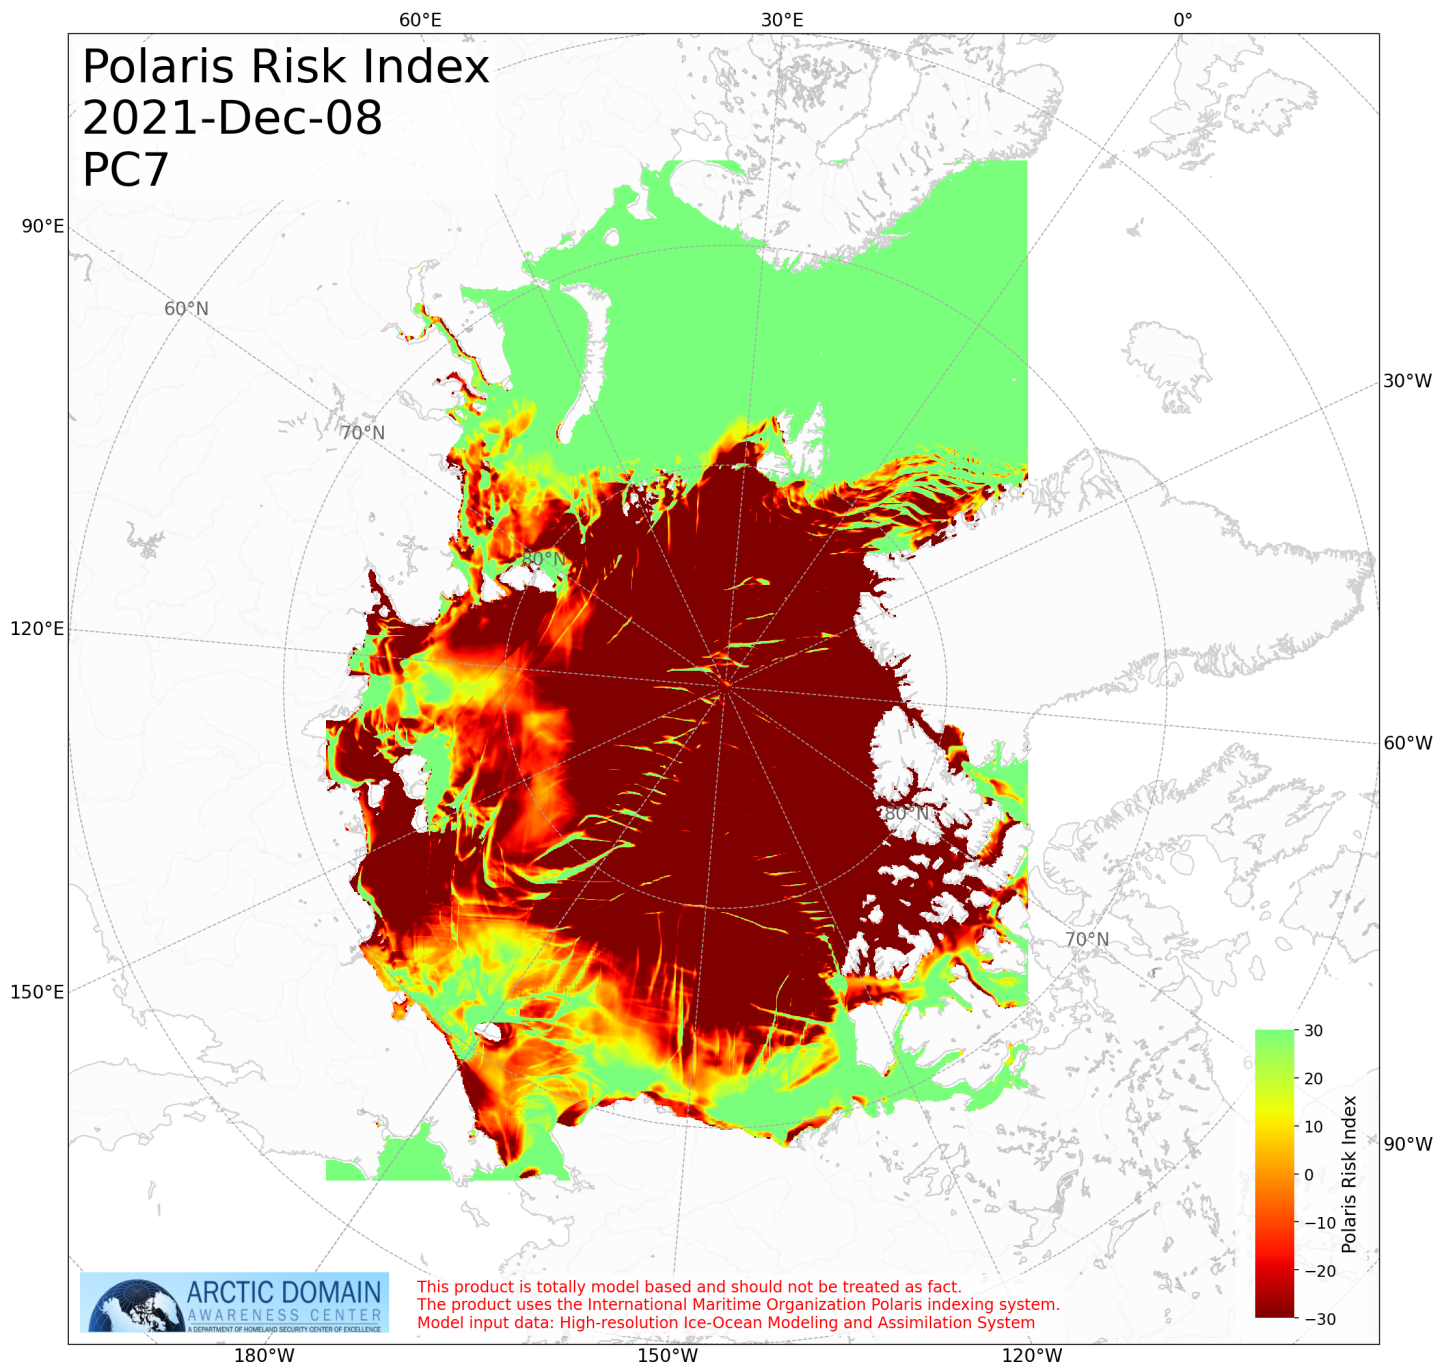 60°E 30°E 0°
Polaris Risk Index
2021-Dec-08
PC7
90°E
60°N
30°W
70°N
80°N
120°E
60°W
80°N
70°N
150°E
30
20
10
0
−10
−20
−30
Polaris Risk Index
90°W
ARCTIC DOMAIN
AWARENESS CENTER
A DEPARTMENT OF HOMELAND SECURITY CENTER OF EXCELLENCE
This product is totally model based and should not be treated as fact.
The product uses the International Maritime Organization Polaris indexing system.
Model input data: High-resolution Ice-Ocean Modeling and Assimilation System
180°W 150°W 120°W